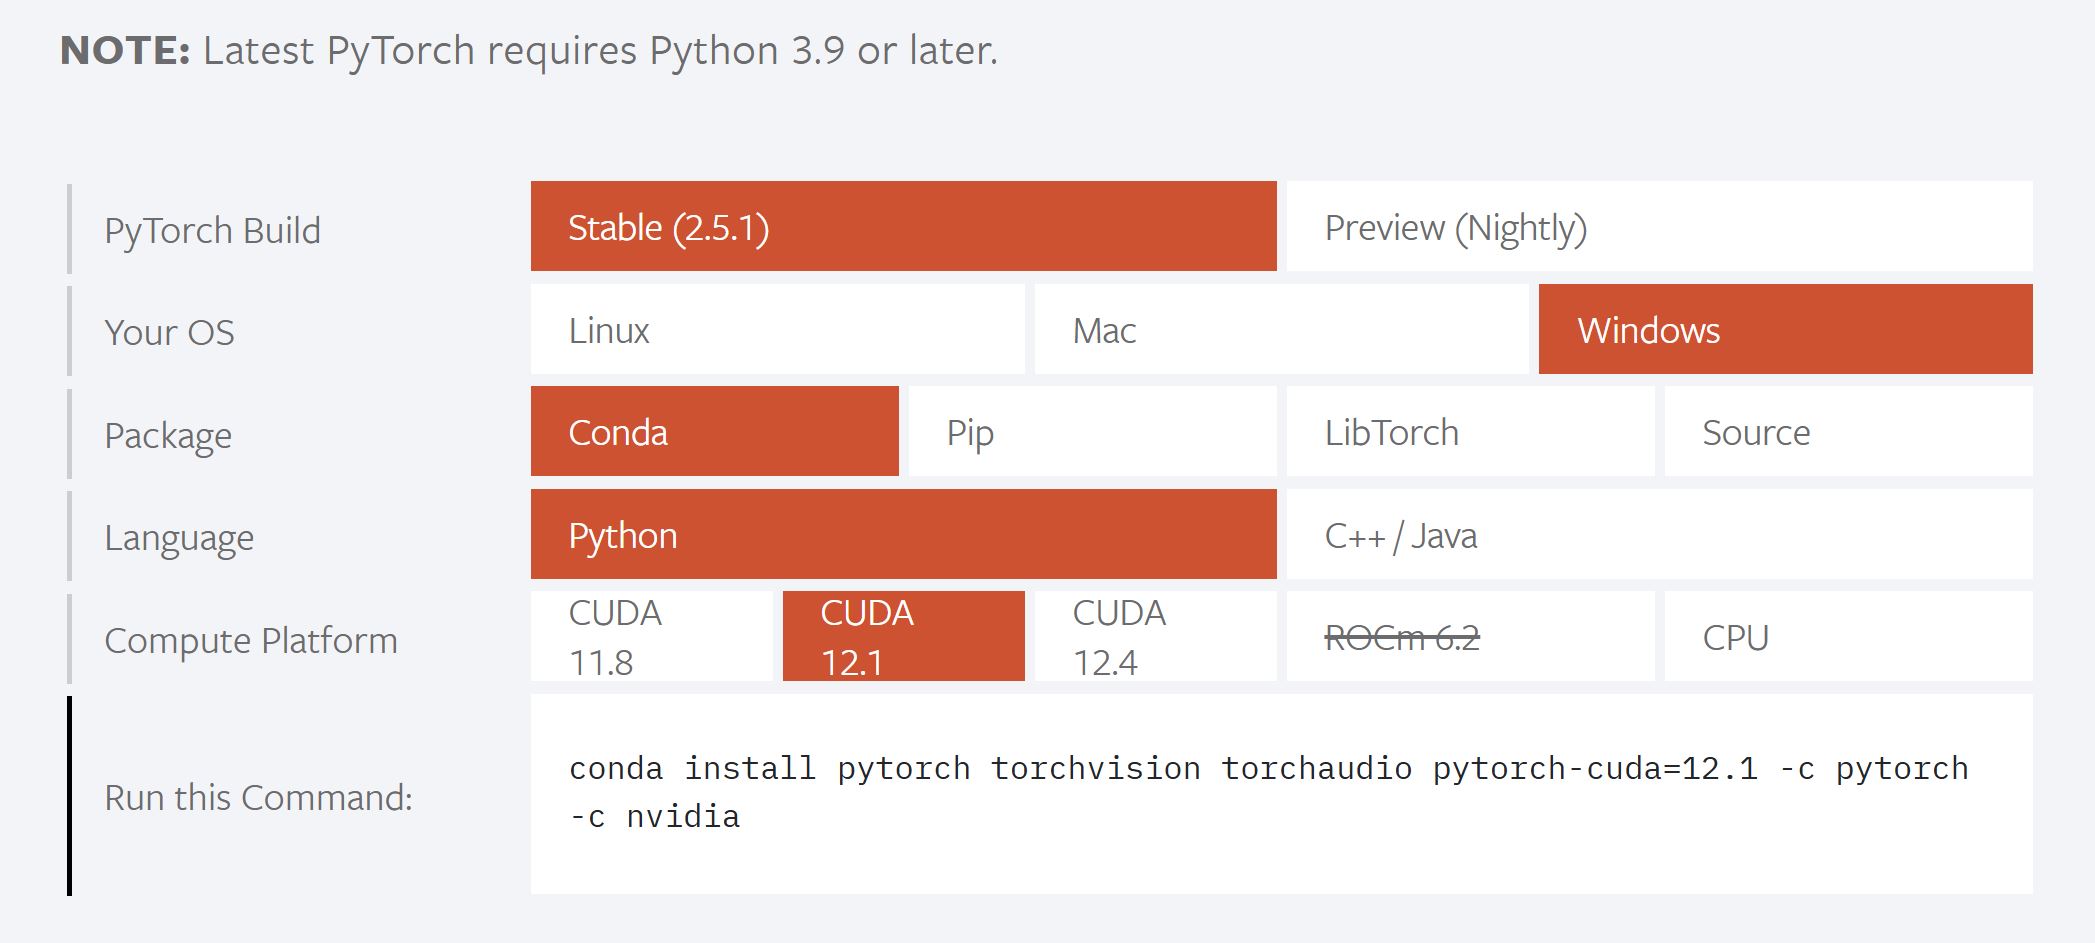 NOTE: Latest PyTorch requires Python 3.9 or later.
PyTorch Build
Stable (2.5.1)
Preview (Nightly)
Your OS
Linux
Mac
Windows
Package
Conda
Pip
LibTorch
Source
Language
Python
C++ / Java
Compute Platform
CUDA
11.8
CUDA
12.1
CUDA
12.4
ROCm 6.2
CPU
Run this Command:
conda install pytorch torchvision torchaudio pytorch-cuda=12.1 -c pytorch
-c nvidia